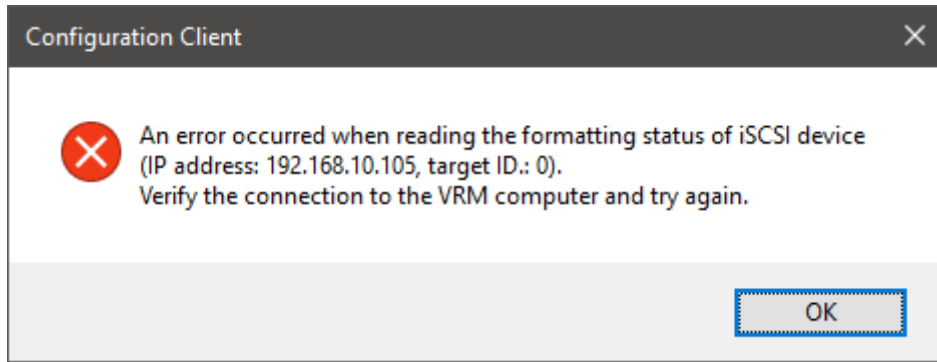 Configuration Client
An error occurred when reading the formatting status of iSCSI device
(IP address: 192.168.10.105, target ID.: 0).
Verify the connection to the VRM computer and try again.
OK